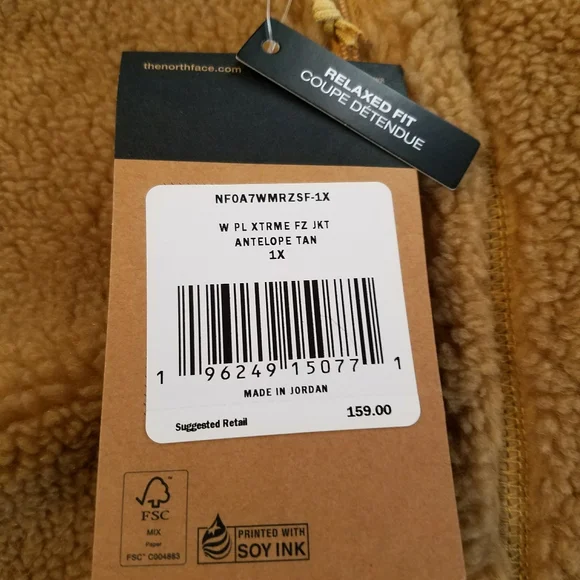 thenorthface.com
RELAXED FIT
COUPE DÉTENDUE
NF0A7WMRZSF-1X
W PL XTRME FZ JKT
ANTELOPE TAN
1X
1 96249 15077 1
MADE IN JORDAN
Suggested Retail 159.00
FSC
MIX
Paper
FSC™ C004883
PRINTED WITH
SOY INK